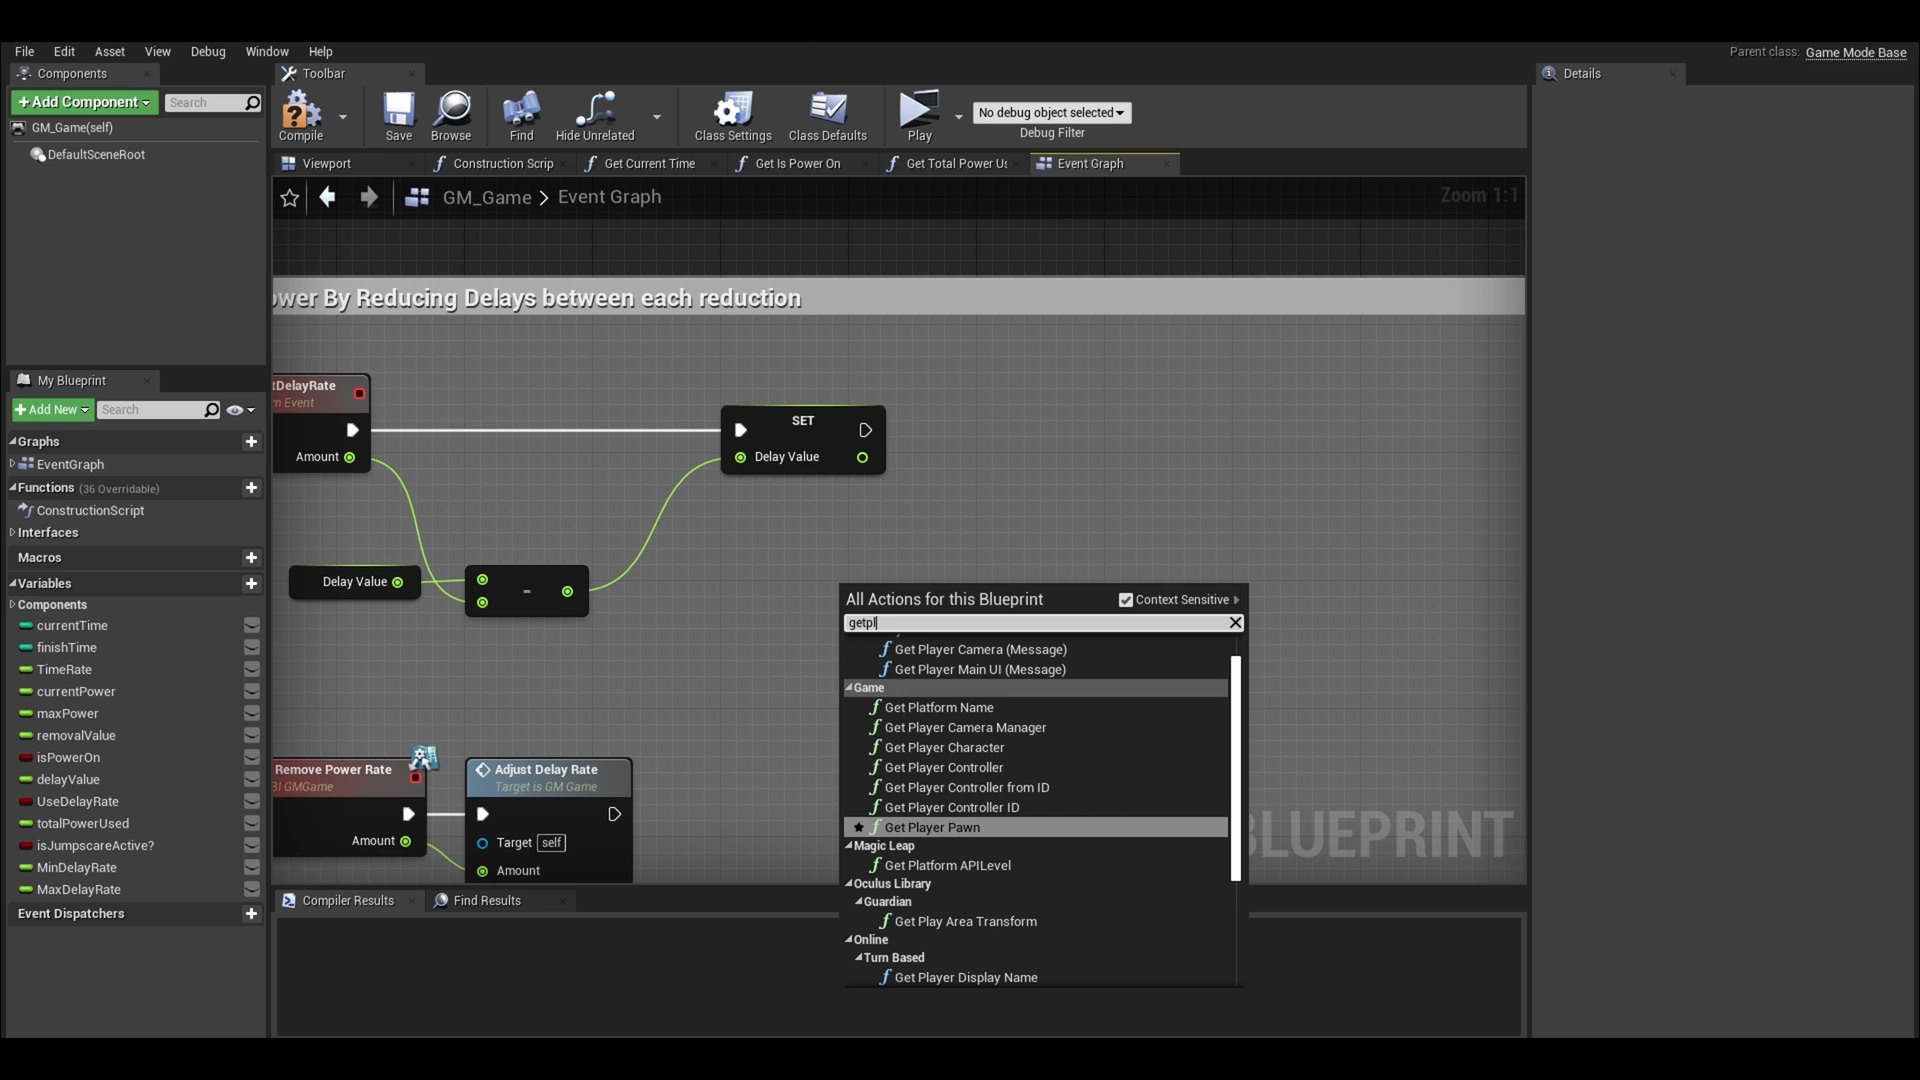 File Edit Asset View Debug Window Help
Parent class: Game Mode Base
Components
Toolbar
Details
Add Component
Search
GM_Game(self)
DefaultSceneRoot
Compile
Save
Browse
Find
Hide Unrelated
Class Settings
Class Defaults
Play
No debug object selected
Debug Filter
Viewport
Construction Scrip
Get Current Time
Get Is Power On
Get Total Power Us
Event Graph
GM_Game > Event Graph
Zoom 1:1
ower By Reducing Delays between each reduction
My Blueprint
Add New
Search
Graphs
EventGraph
Functions (36 Overridable)
ConstructionScript
Interfaces
Macros
Variables
Components
currentTime
finishTime
TimeRate
currentPower
maxPower
removalValue
isPowerOn
delayValue
UseDelayRate
totalPowerUsed
isJumpscareActive?
MinDelayRate
MaxDelayRate
Event Dispatchers
tDelayRate
m Event
Amount
SET
Delay Value
Delay Value
-
Remove Power Rate
BI GMGame
Amount
Adjust Delay Rate
Target is GM Game
Target self
Amount
All Actions for this Blueprint
Context Sensitive
getpl
Get Player Camera (Message)
Get Player Main UI (Message)
Game
Get Platform Name
Get Player Camera Manager
Get Player Character
Get Player Controller
Get Player Controller from ID
Get Player Controller ID
Get Player Pawn
Magic Leap
Get Platform APILevel
Oculus Library
Guardian
Get Play Area Transform
Online
Turn Based
Get Player Display Name
BLUEPRINT
Compiler Results
Find Results